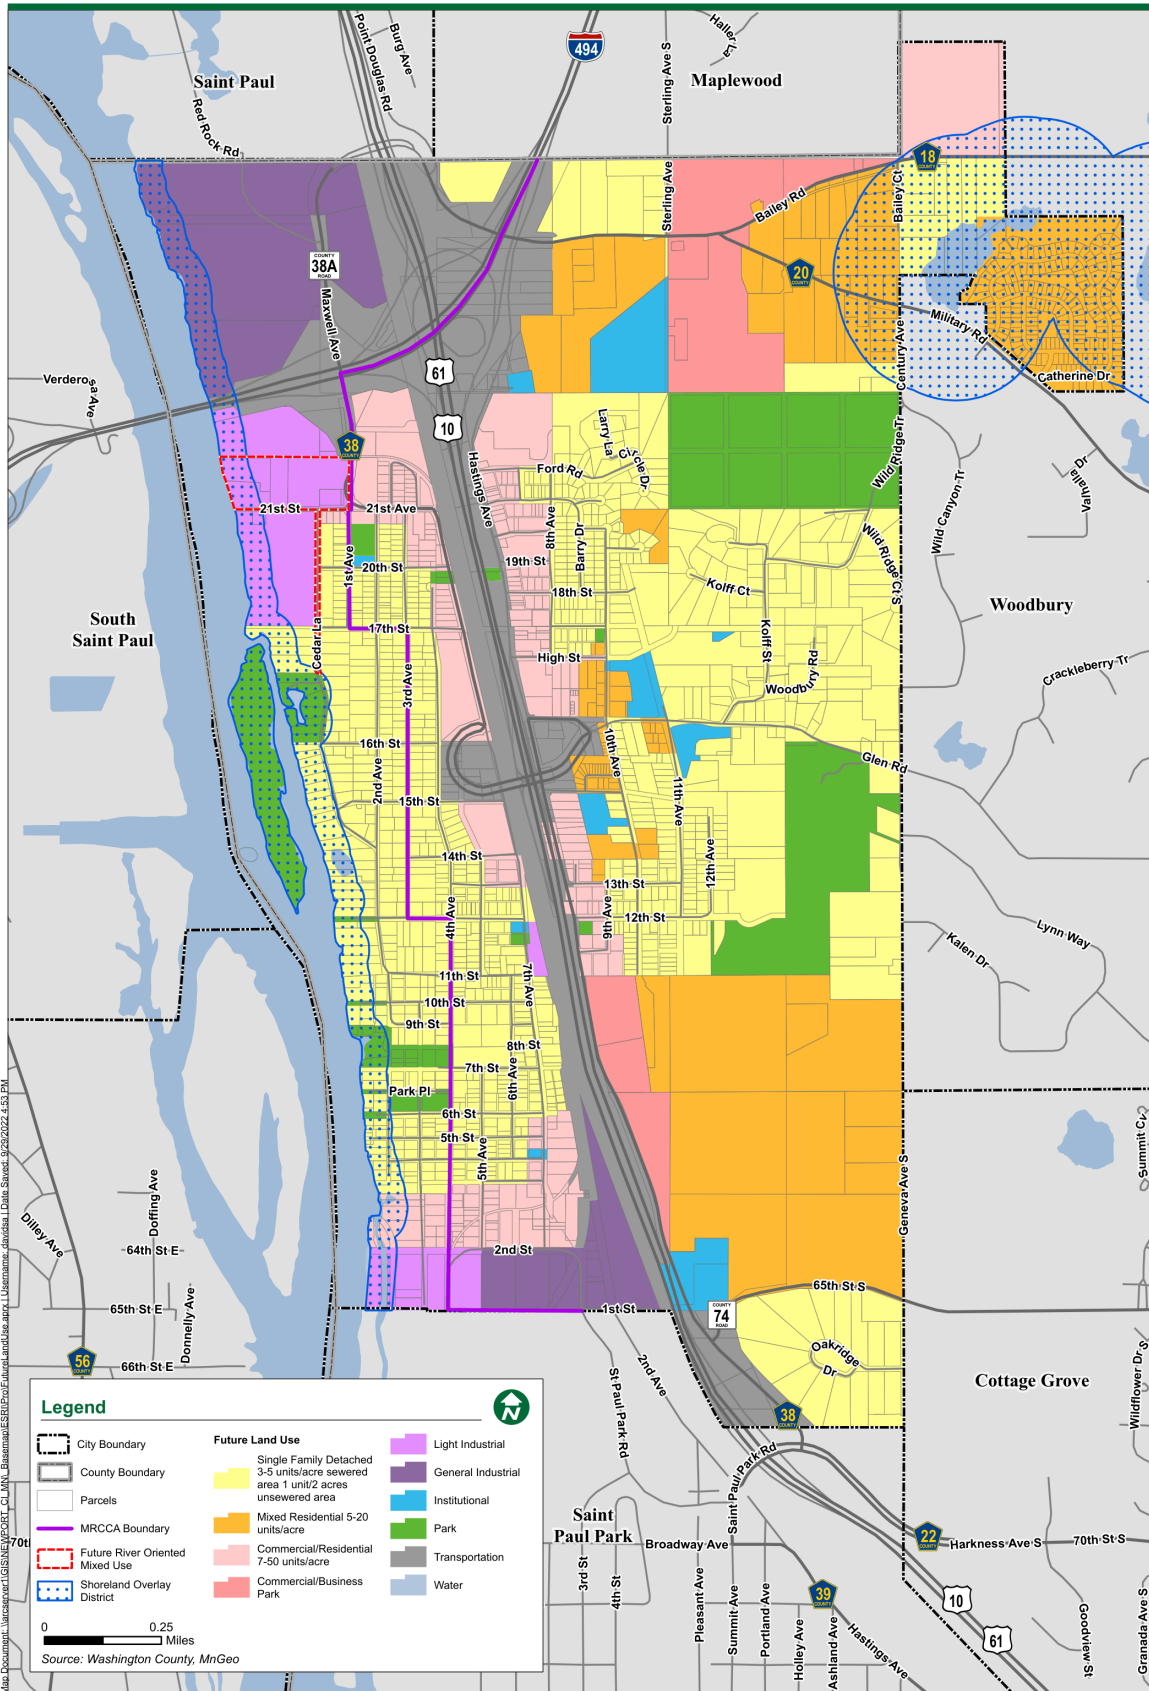 Saint Paul
Maplewood
494
Haller La
Burg Ave
Point Douglas Rd
Sterling Ave S
Red Rock Rd
18
COUNTY
Bailey Rd
Bailey Ct
Sterling Ave
COUNTY
38A
ROAD
20
COUNTY
Maxwell Ave
Military Rd
Century Ave
Catherine Dr
61
10
Verderosa Ave
38
COUNTY
Hastings Ave
Larry La
Circle Dr
Ford Rd
Wild Ridge Tr
Wild Canyon Tr
Valhalla Dr
21st St
21st Ave
8th Ave
Barry Dr
Wild Ridge Ct S
1st Ave
20th St
19th St
18th St
Kolff Ct
Kolff St
South
Saint Paul
Woodbury
17th St
Cedar La
High St
3rd Ave
Woodbury Rd
Crackleberry Tr
16th St
10th Ave
Glen Rd
2nd Ave
15th St
11th Ave
14th St
12th Ave
13th St
9th Ave
12th St
4th Ave
Lynn Way
Kalen Dr
11th St
7th Ave
10th St
9th St
8th St
7th St
6th Ave
Park Pl
6th St
5th St
5th Ave
Geneva Ave S
Summit Cv
Doffing Ave
Dilley Ave
64th St E
2nd St
65th St S
65th St E
1st St
COUNTY
74
ROAD
Donnelly Ave
Oakridge
Dr
56
COUNTY
66th St E
2nd Ave
St Paul Park Rd
Cottage Grove
38
COUNTY
Wildflower Dr S
Saint Paul Park Rd
Saint
Paul Park
22
COUNTY
Harkness Ave S
70th St S
Broadway Ave
3rd St
4th St
39
COUNTY
10
61
Pleasant Ave
Summit Ave
Portland Ave
Holley Ave
Ashland Ave
Hastings Ave
Goodview St
Granada Ave S
Legend
N
City Boundary
County Boundary
Parcels
MRCCA Boundary
Future River Oriented
Mixed Use
Shoreland Overlay
District
Future Land Use
Single Family Detached
3-5 units/acre sewered
area 1 unit/2 acres
unsewered area
Mixed Residential 5-20
units/acre
Commercial/Residential
7-50 units/acre
Commercial/Business
Park
Light Industrial
General Industrial
Institutional
Park
Transportation
Water
0 0.25
Miles
Source: Washington County, MnGeo